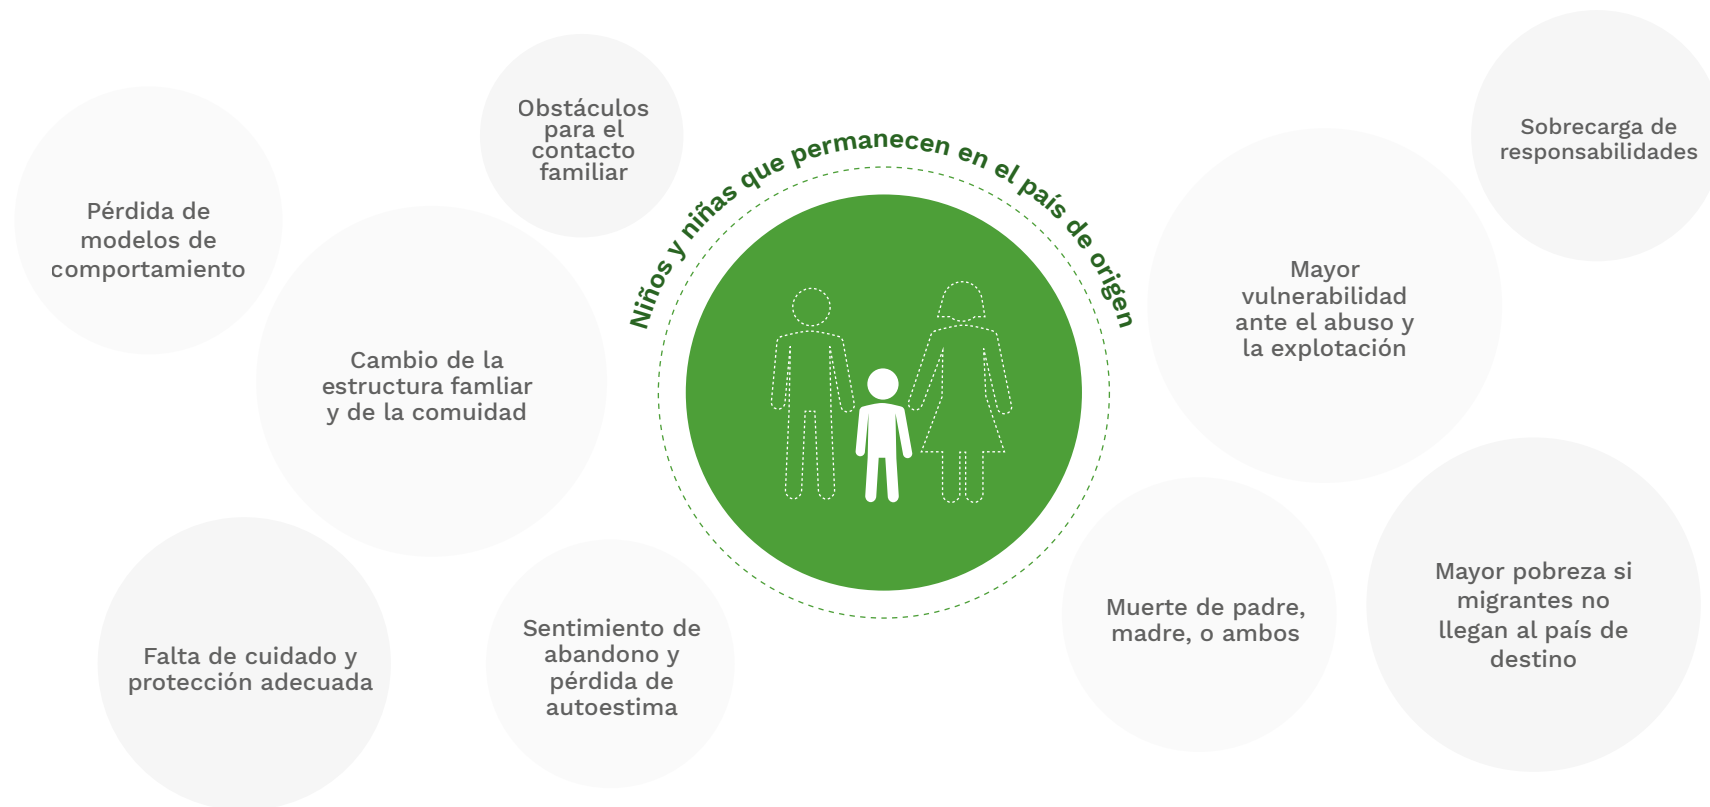 Obstáculos
para el
contacto
familiar
Sobrecarga de
responsabilidades
Niños y niñas que permanecen en el país de origen
Pérdida de
modelos de
comportamiento
Mayor
vulnerabilidad
ante el abuso y
la explotación
Cambio de la
estructura famliar
y de la comuidad
Falta de cuidado y
protección adecuada
Sentimiento de
abandono y
pérdida de
autoestima
Muerte de padre,
madre, o ambos
Mayor pobreza si
migrantes no
llegan al país de
destino